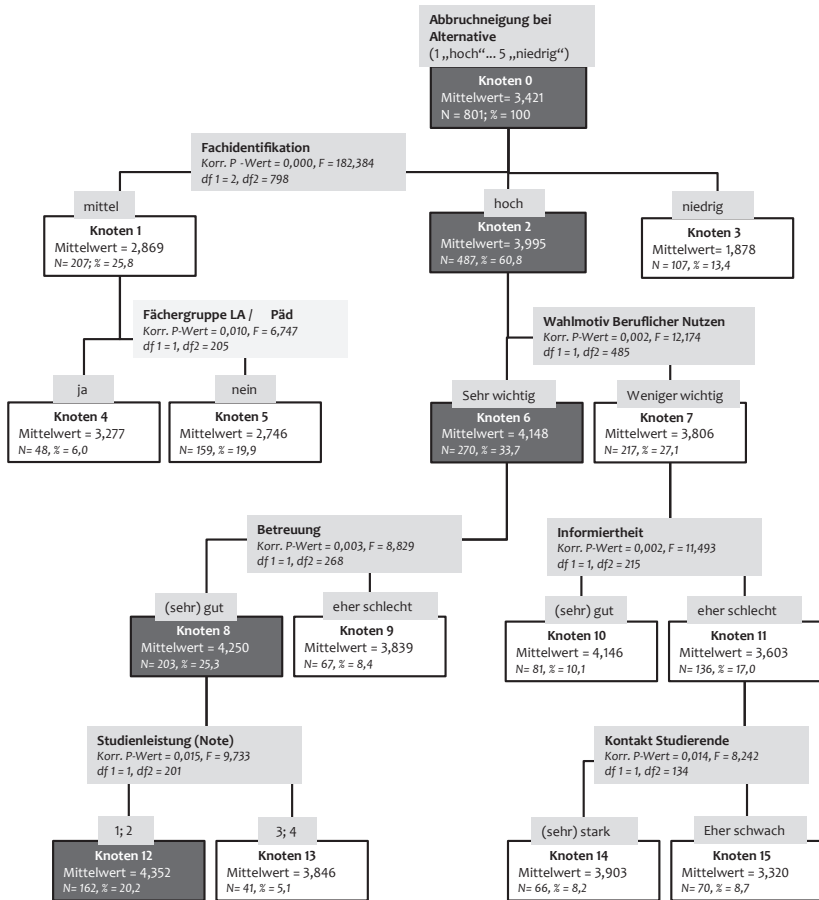 Abbruchneigung bei
Alternative
(1 „hoch“... 5 „niedrig“)
Knoten 0
Mittelwert= 3,421
N = 801; % = 100
Fachidentifikation
Korr. P -Wert = 0,000, F = 182,384
df 1 = 2, df2 = 798
mittel
Knoten 1
Mittelwert = 2,869
N= 207; % = 25,8
hoch
Knoten 2
Mittelwert = 3,995
N= 487, % = 60,8
niedrig
Knoten 3
Mittelwert= 1,878
N = 107, % = 13,4
Fächergruppe LA / Päd
Korr. P-Wert = 0,010, F = 6,747
df 1 = 1, df2 = 205
Wahlmotiv Beruflicher Nutzen
Korr. P-Wert = 0,002, F = 12,174
df 1 = 1, df2 = 485
ja
Knoten 4
Mittelwert = 3,277
N= 48, % = 6,0
nein
Knoten 5
Mittelwert = 2,746
N= 159, % = 19,9
Sehr wichtig
Knoten 6
Mittelwert = 4,148
N= 270, % = 33,7
Weniger wichtig
Knoten 7
Mittelwert = 3,806
N= 217, % = 27,1
Betreuung
Korr. P-Wert = 0,003, F = 8,829
df 1 = 1, df2 = 268
Informiertheit
Korr. P-Wert = 0,002, F = 11,493
df 1 = 1, df2 = 215
(sehr) gut
Knoten 8
Mittelwert = 4,250
N= 203, % = 25,3
eher schlecht
Knoten 9
Mittelwert = 3,839
N= 67, % = 8,4
(sehr) gut
Knoten 10
Mittelwert = 4,146
N= 81, % = 10,1
eher schlecht
Knoten 11
Mittelwert = 3,603
N= 136, % = 17,0
Studienleistung (Note)
Korr. P-Wert = 0,015, F = 9,733
df 1 = 1, df2 = 201
Kontakt Studierende
Korr. P-Wert = 0,014, F = 8,242
df 1 = 1, df2 = 134
1; 2
Knoten 12
Mittelwert = 4,352
N= 162, % = 20,2
3; 4
Knoten 13
Mittelwert = 3,846
N= 41, % = 5,1
(sehr) stark
Knoten 14
Mittelwert = 3,903
N= 66, % = 8,2
Eher schwach
Knoten 15
Mittelwert = 3,320
N= 70, % = 8,7